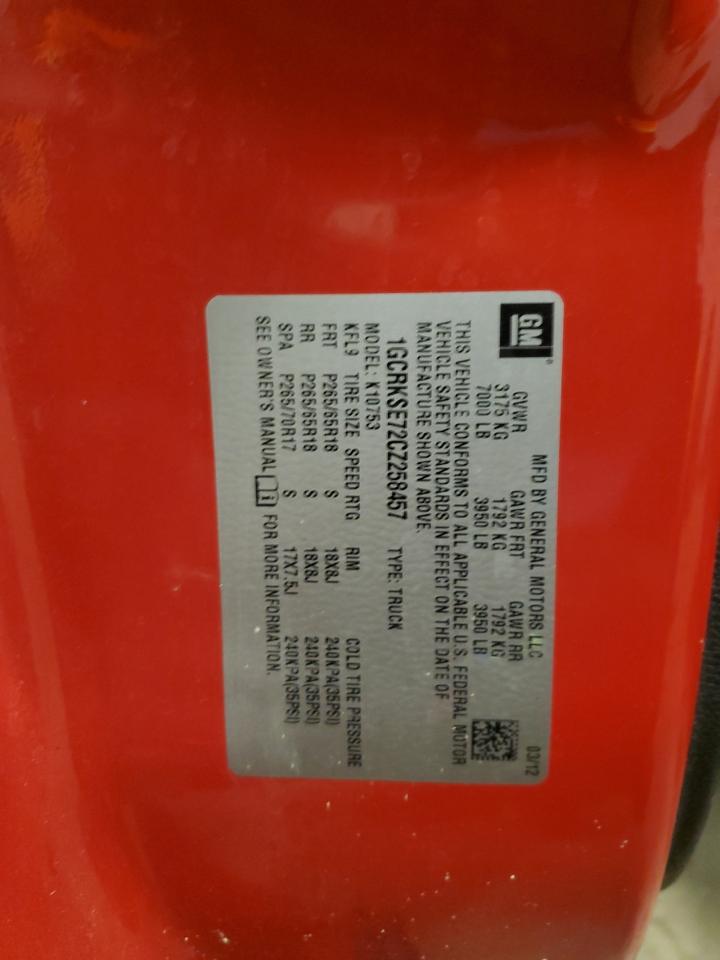 GM®
MFD BY GENERAL MOTORS LLC 03/12
GVWR GAWR FRT GAWR RR
3175 KG 1792 KG 1792 KG
7000 LB 3950 LB 3950 LB
THIS VEHICLE CONFORMS TO ALL APPLICABLE U.S. FEDERAL MOTOR
VEHICLE SAFETY STANDARDS IN EFFECT ON THE DATE OF
MANUFACTURE SHOWN ABOVE.
1GCRKSE72CZ258457 TYPE: TRUCK
MODEL: K10753
KFL9 TIRE SIZE SPEED RTG RIM COLD TIRE PRESSURE
FRT P265/65R18 S 18X8J 240KPA(35PSI)
RR P265/65R18 S 18X8J 240KPA(35PSI)
SPA P265/70R17 S 17X7.5J 240KPA(35PSI)
SEE OWNER'S MANUAL FOR MORE INFORMATION.